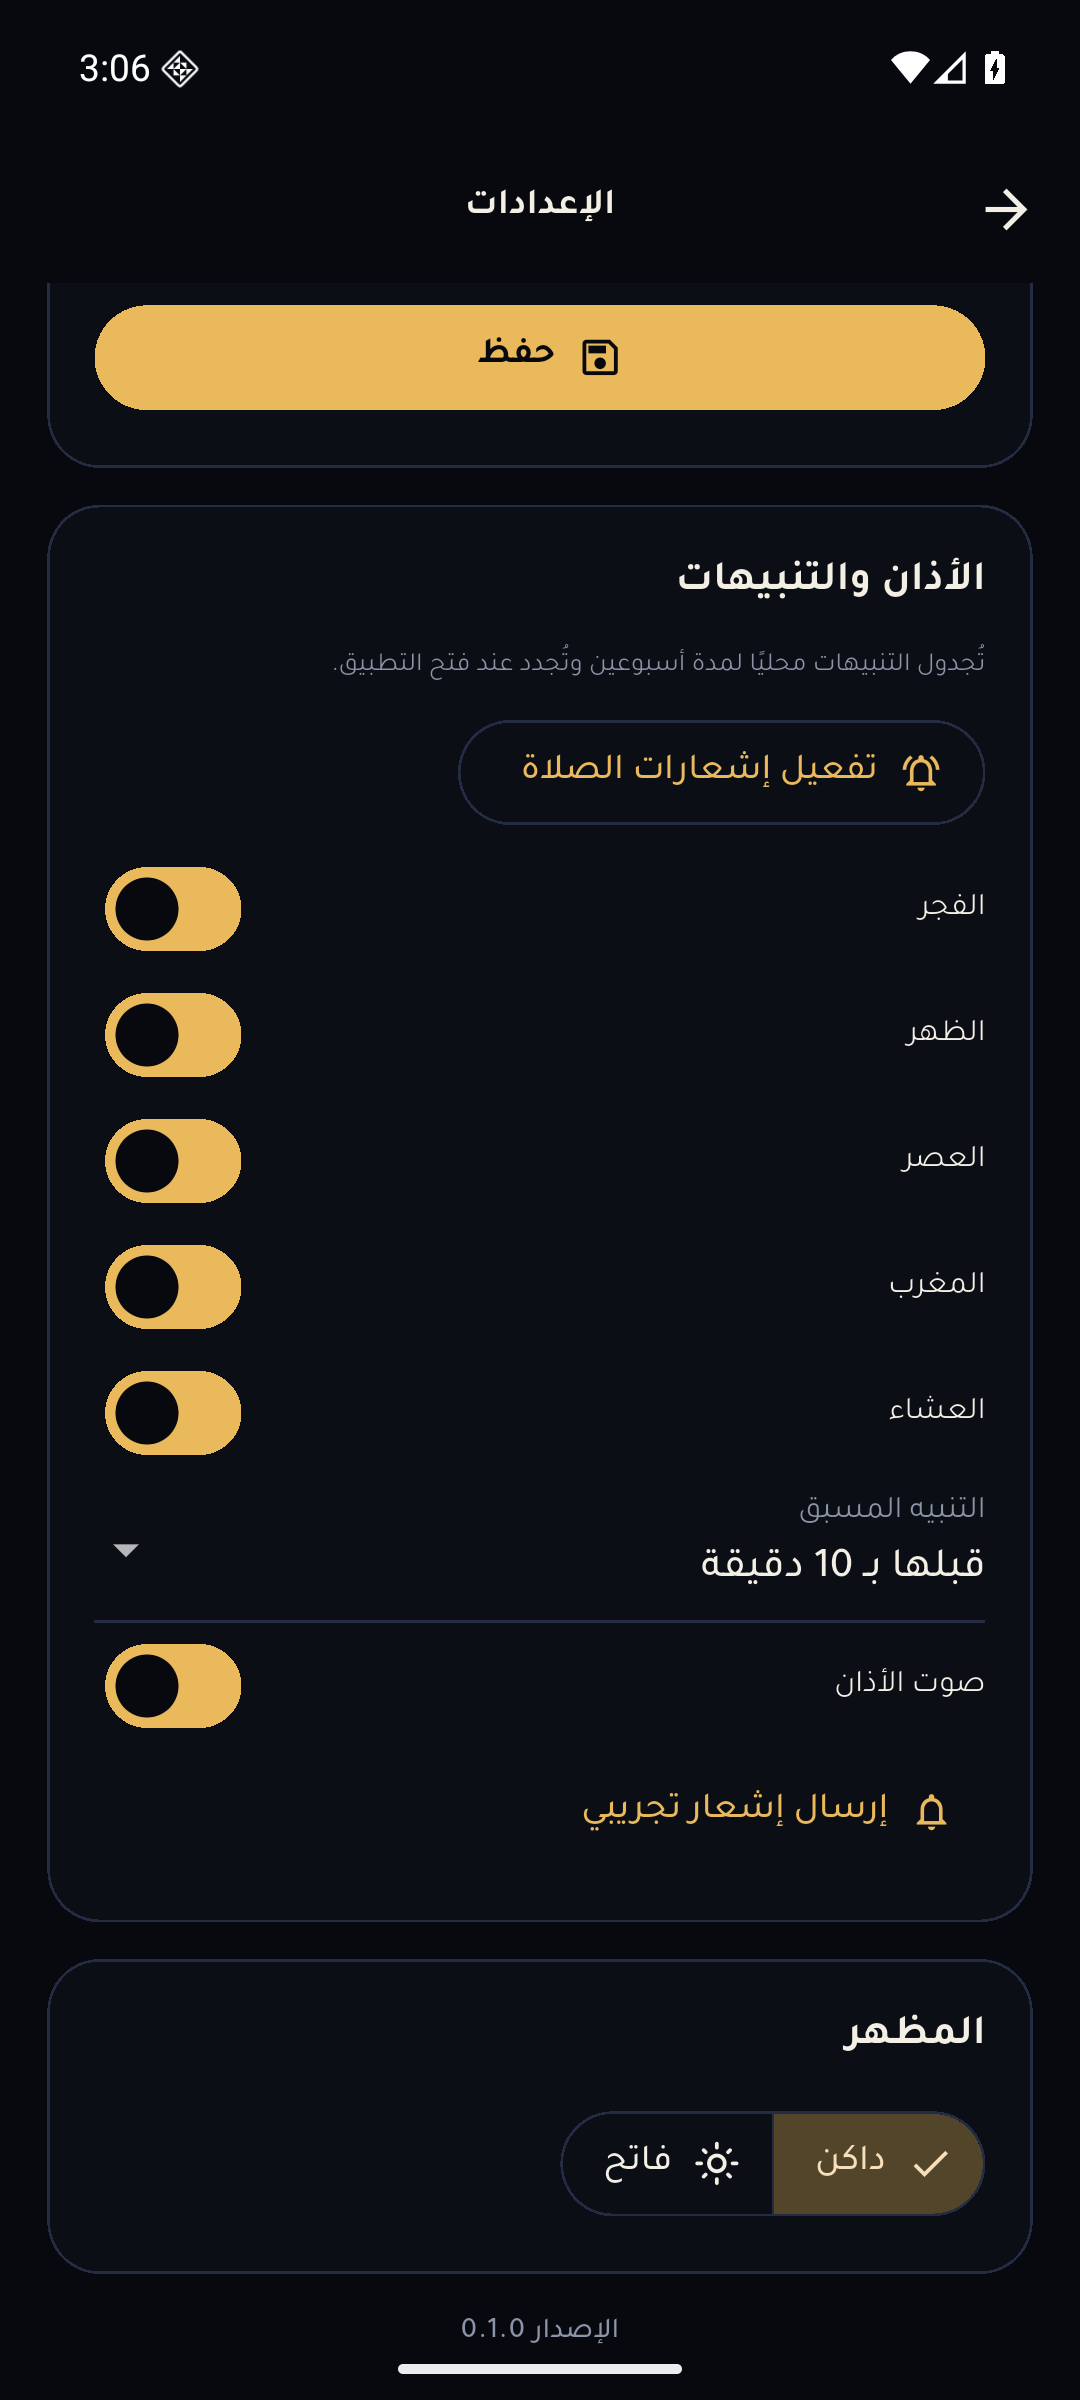 3:06
الإعدادات
حفظ
الأذان والتنبيهات
تُجدول التنبيهات محليًا لمدة أسبوعين وتُجدد عند فتح التطبيق.
تفعيل إشعارات الصلاة
الفجر
الظهر
العصر
المغرب
العشاء
التنبيه المسبق
قبلها بـ 10 دقيقة
صوت الأذان
إرسال إشعار تجريبي
المظهر
داكن
فاتح
الإصدار 0.1.0